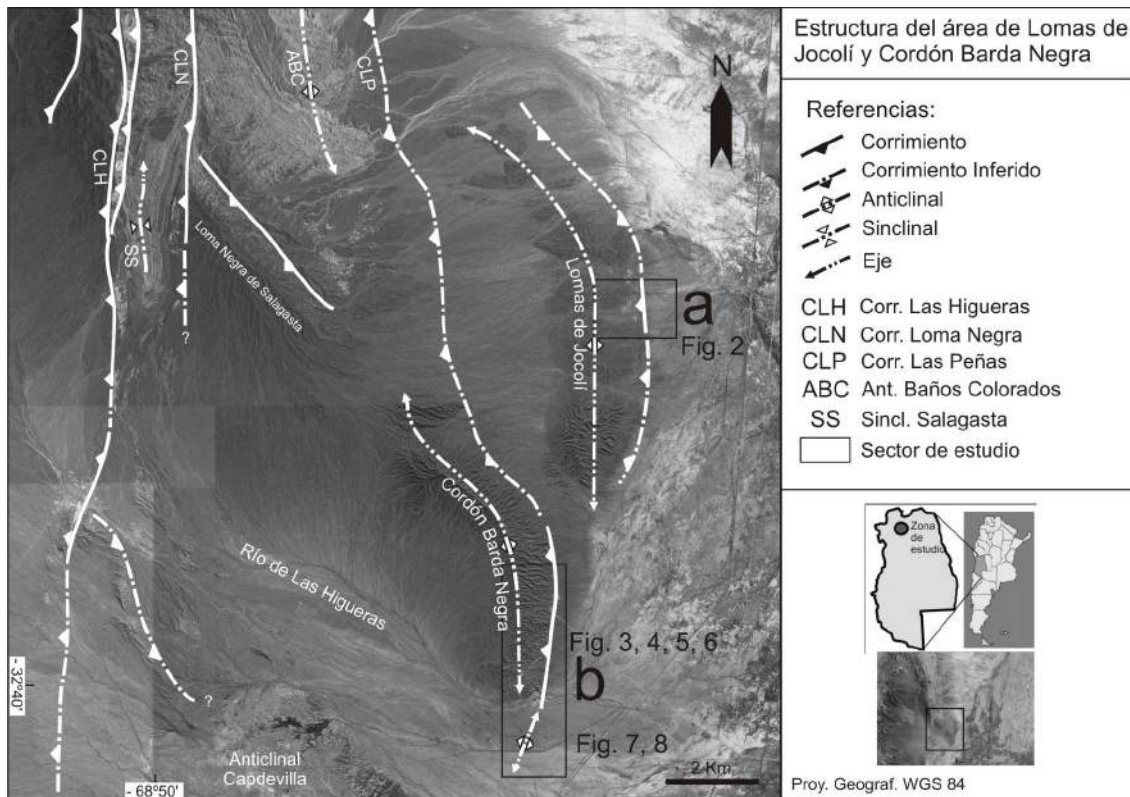 CLH
CLN
ABC
CLP
SS
Loma Negra de Salagasta
?
Lomas de Jocolí
a
Fig. 2
N
Cordón Barda Negra
Río de Las Higueras
?
Fig. 3, 4, 5, 6
b
Fig. 7, 8
Anticlinal
Capdevilla
- 32°40'
- 68°50'
2 Km
Estructura del área de Lomas de
Jocolí y Cordón Barda Negra
Referencias:
Corrimiento
Corrimiento Inferido
Anticlinal
Sinclinal
Eje
CLH Corr. Las Higueras
CLN Corr. Loma Negra
CLP Corr. Las Peñas
ABC Ant. Baños Colorados
SS Sincl. Salagasta
Sector de estudio
Zona
de
estudio
Proy. Geograf. WGS 84